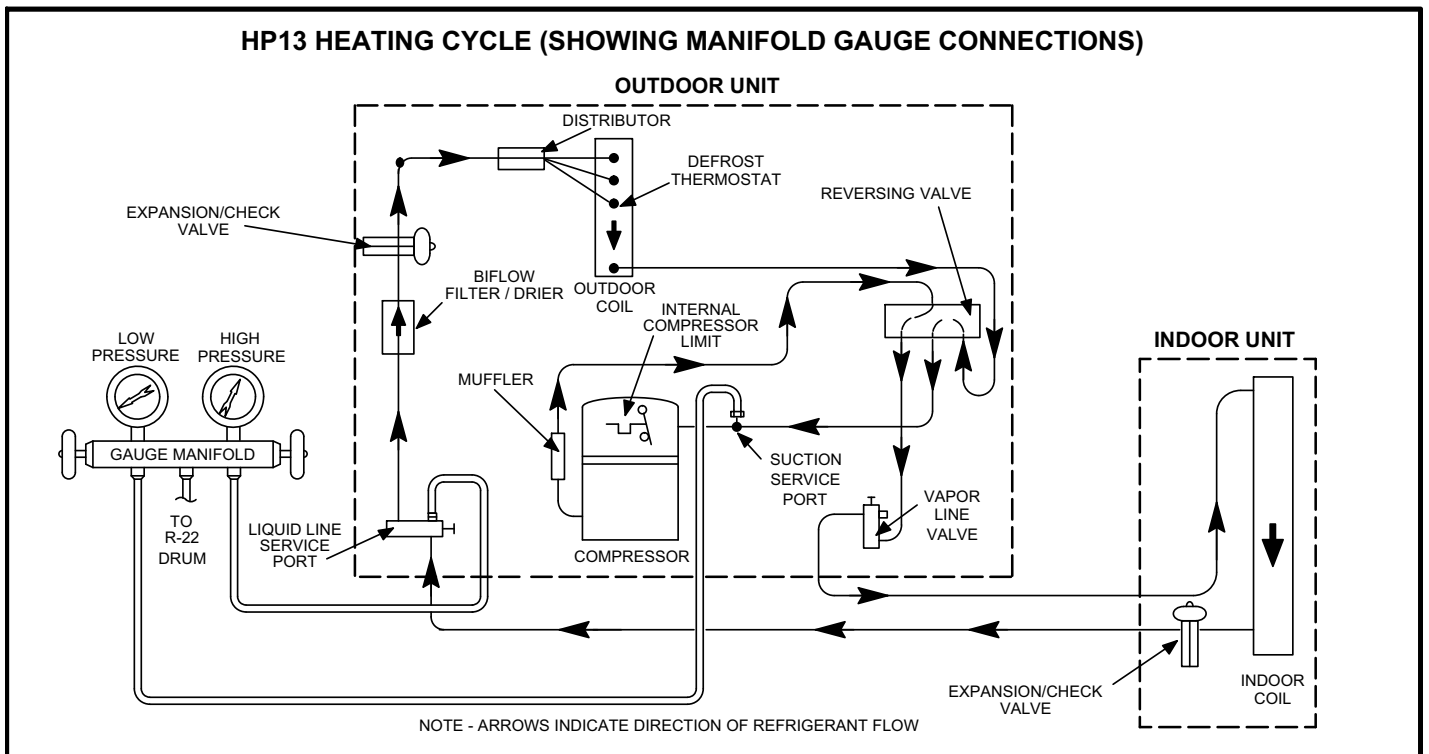 HP13 HEATING CYCLE (SHOWING MANIFOLD GAUGE CONNECTIONS)
OUTDOOR UNIT
DISTRIBUTOR
DEFROST
THERMOSTAT
REVERSING VALVE
EXPANSION/CHECK
VALVE
BIFLOW
FILTER / DRIER
OUTDOOR
COIL
INTERNAL
COMPRESSOR
LIMIT
LOW
PRESSURE
HIGH
PRESSURE
INDOOR UNIT
MUFFLER
GAUGE MANIFOLD
SUCTION
SERVICE
PORT
VAPOR
LINE
VALVE
TO
R-22
DRUM
LIQUID LINE
SERVICE
PORT
COMPRESSOR
EXPANSION/CHECK
VALVE
INDOOR
COIL
NOTE - ARROWS INDICATE DIRECTION OF REFRIGERANT FLOW